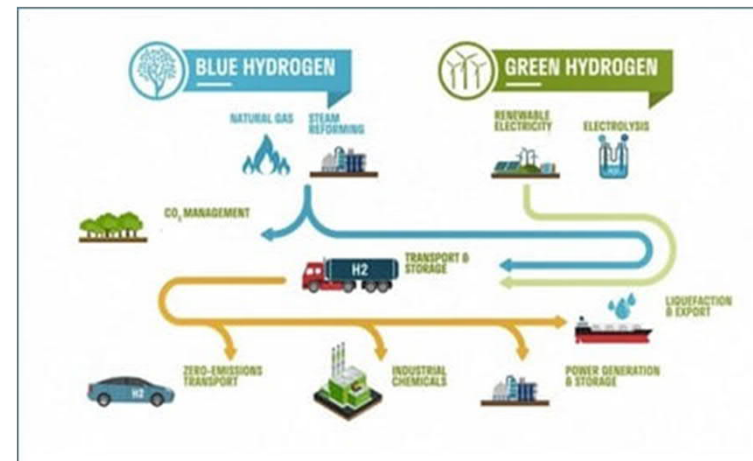 BLUE HYDROGEN
GREEN HYDROGEN
NATURAL GAS
STEAM
REFORMING
RENEWABLE
ELECTRICITY
ELECTROLYSIS
CO₂ MANAGEMENT
H2
TRANSPORT &
STORAGE
LIQUEFACTION
& EXPORT
H2
ZERO-EMISSIONS
TRANSPORT
INDUSTRIAL
CHEMICALS
POWER GENERATION
& STORAGE